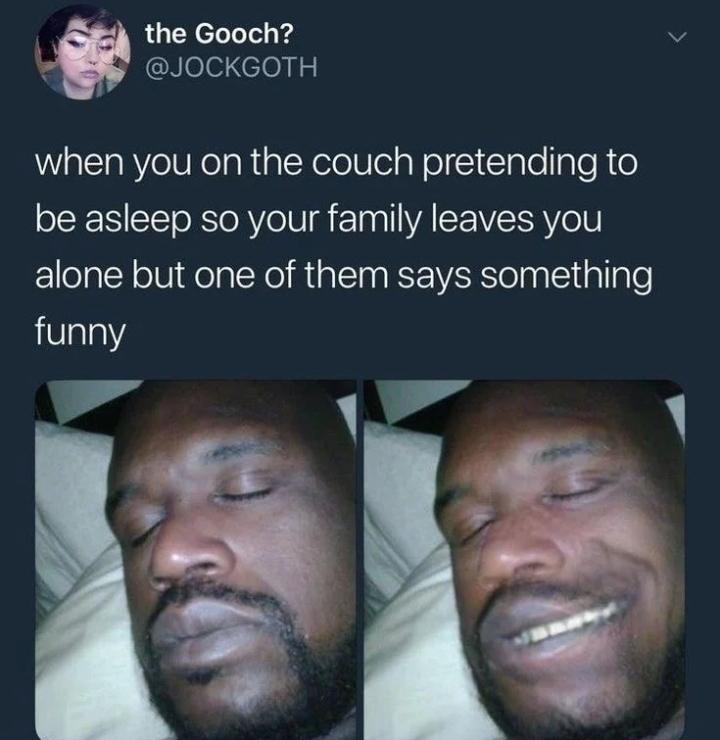 the Gooch?
@JOCKGOTH
when you on the couch pretending to
be asleep so your family leaves you
alone but one of them says something
funny